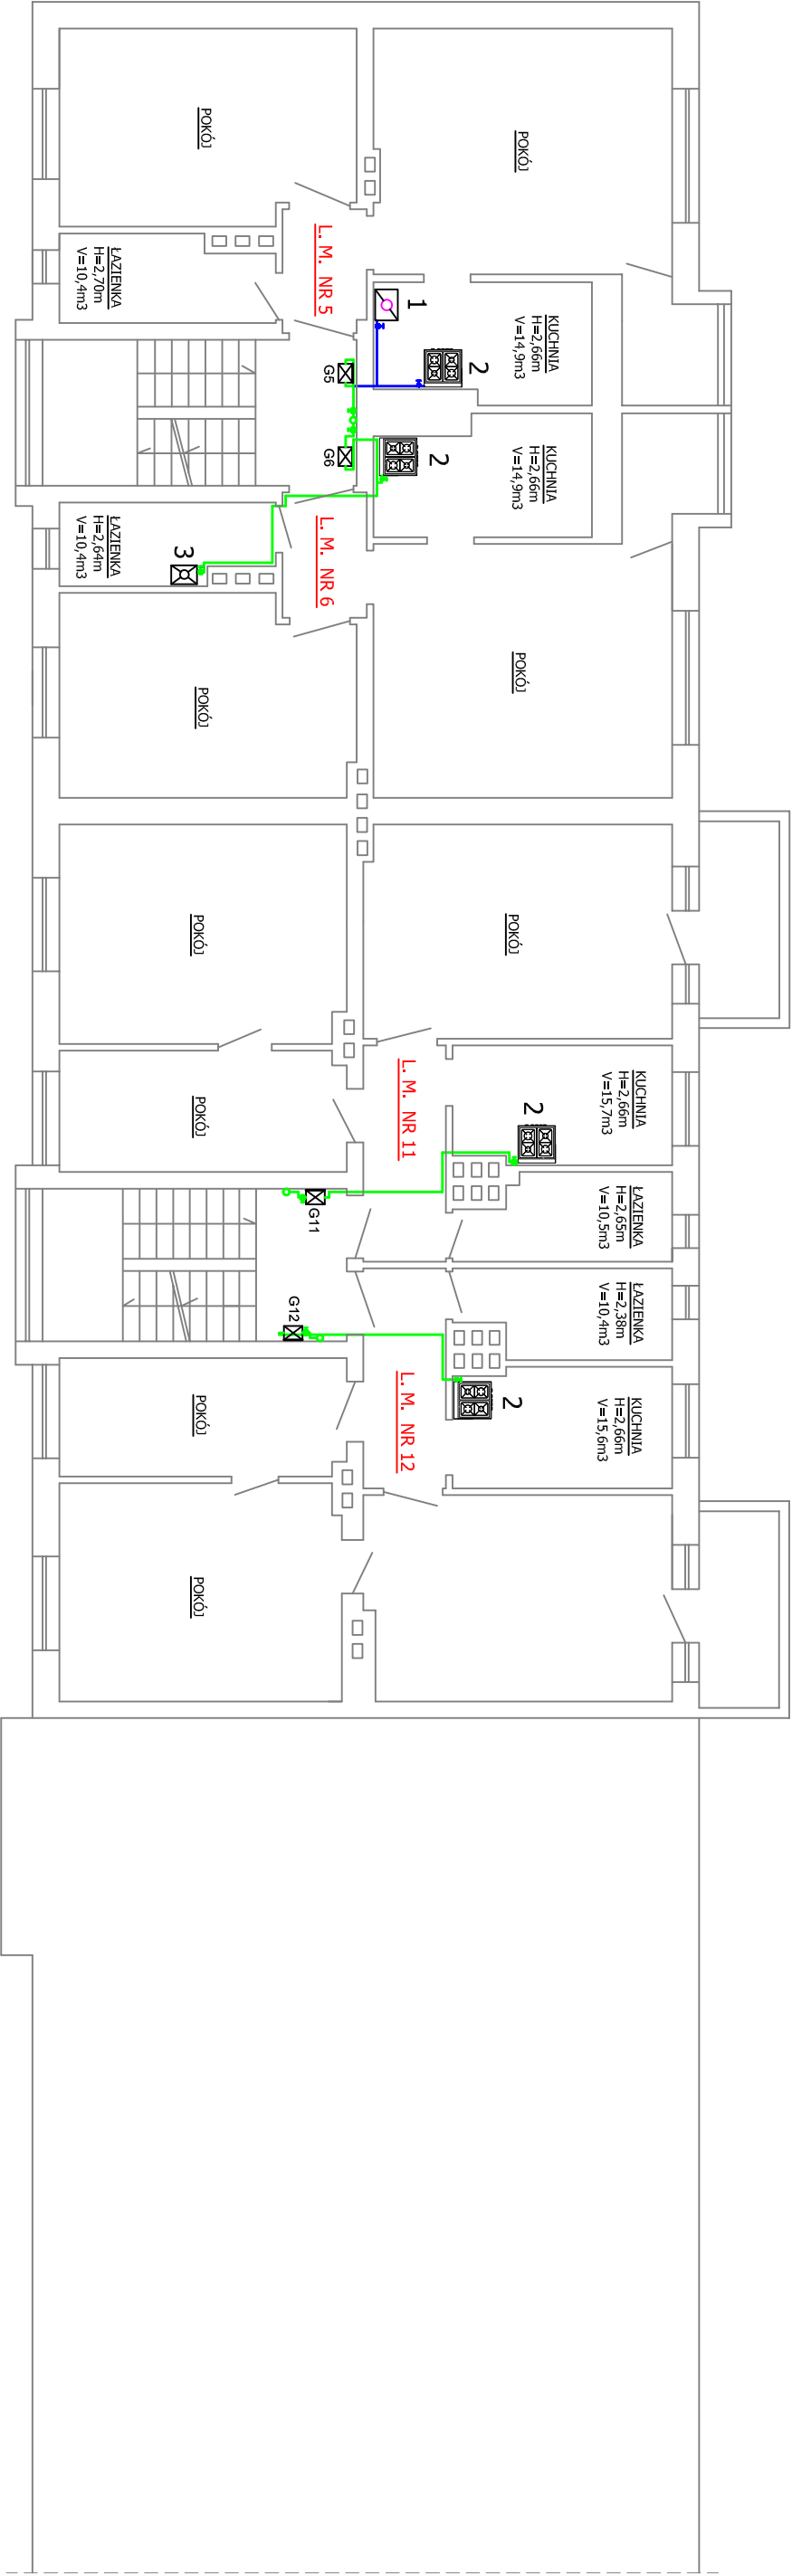 POKÓJ
POKÓJ
L. M. NR 5
ŁAZIENKA
H=2,70m
V=10,4m3
1
KUCHNIA
H=2,66m
V=14,9m3
2
G5
G6
2
KUCHNIA
H=2,66m
V=14,9m3
L. M. NR 6
ŁAZIENKA
H=2,64m
V=10,4m3
3
POKÓJ
POKÓJ
POKÓJ
POKÓJ
L. M. NR 11
2
KUCHNIA
H=2,66m
V=15,7m3
POKÓJ
G11
ŁAZIENKA
H=2,65m
V=10,5m3
G12
ŁAZIENKA
H=2,38m
V=10,4m3
L. M. NR 12
2
KUCHNIA
H=2,66m
V=15,6m3
POKÓJ
POKÓJ